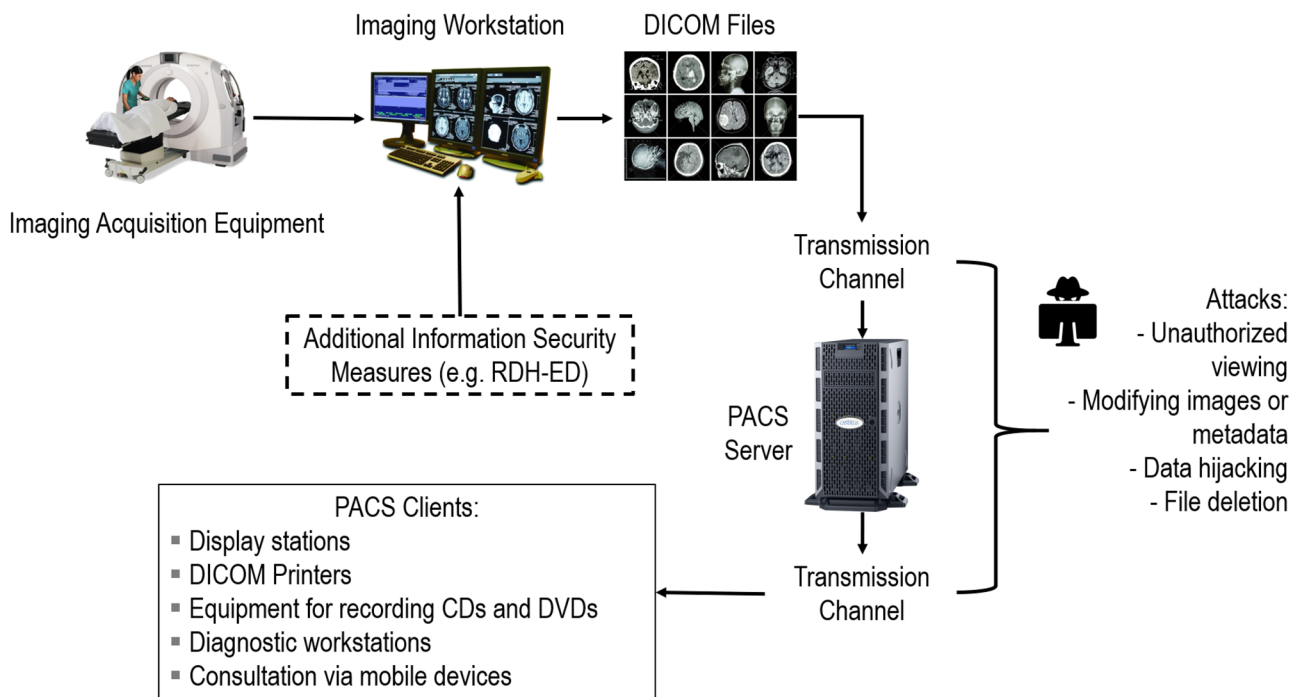 Imaging Workstation
DICOM Files
Imaging Acquisition Equipment
Additional Information Security
Measures (e.g. RDH-ED)
Transmission
Channel
PACS
Server
Transmission
Channel
Attacks:
- Unauthorized
viewing
- Modifying images or
metadata
- Data hijacking
- File deletion
PACS Clients:
▪ Display stations
▪ DICOM Printers
▪ Equipment for recording CDs and DVDs
▪ Diagnostic workstations
▪ Consultation via mobile devices